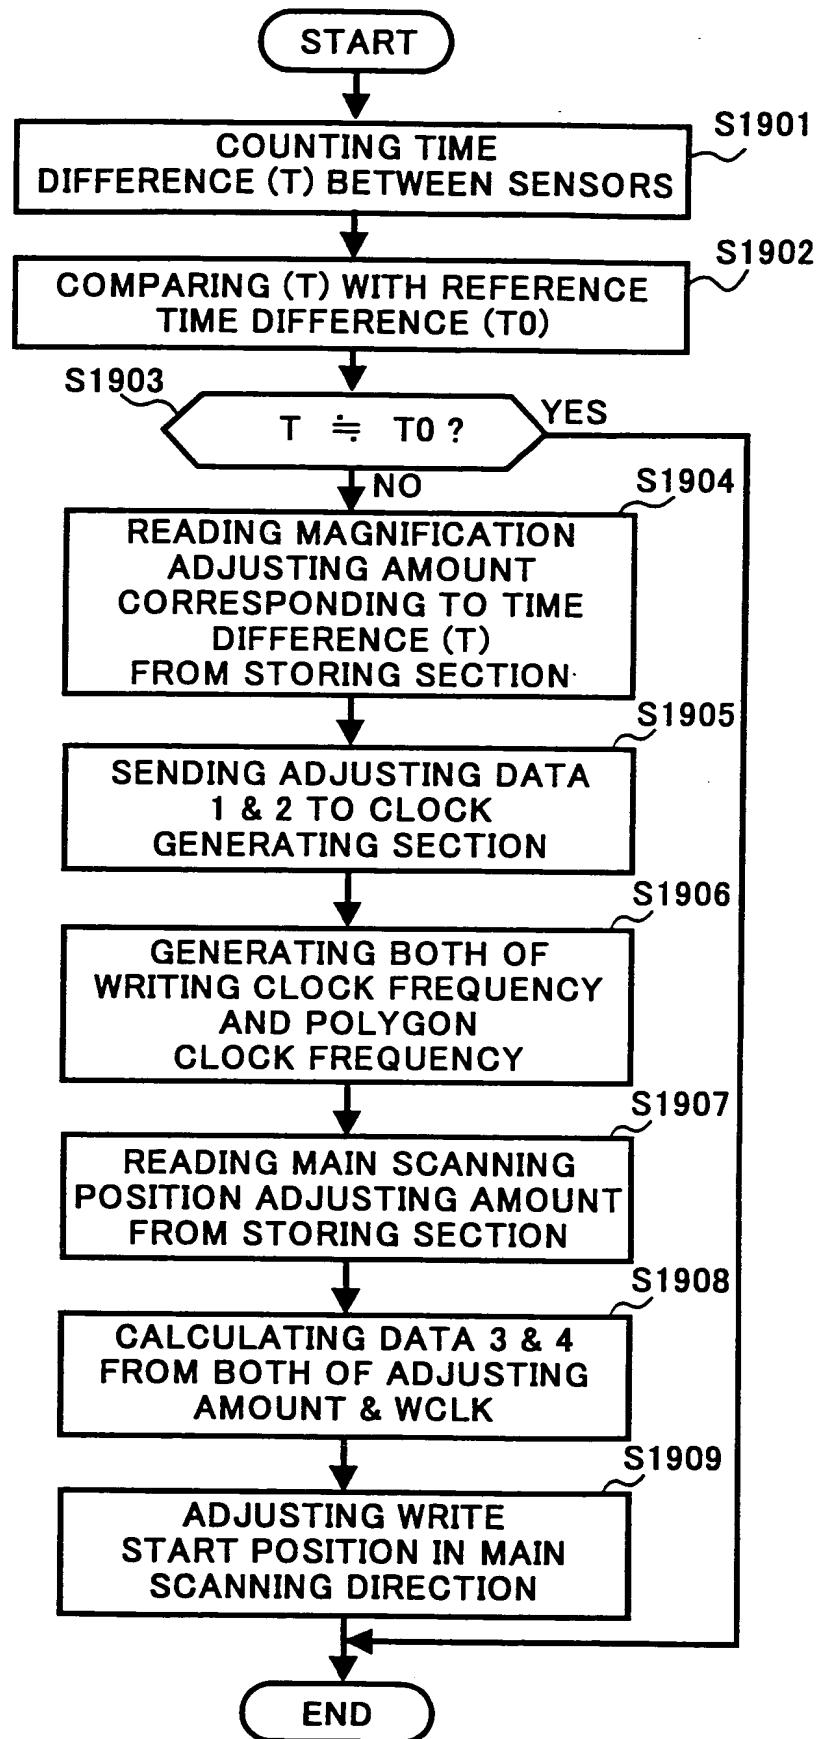 START
S1901
COUNTING TIME
DIFFERENCE (T) BETWEEN SENSORS
S1902
COMPARING (T) WITH REFERENCE
TIME DIFFERENCE (T0)
S1903
T ≒ T0 ?
YES
NO
S1904
READING MAGNIFICATION
ADJUSTING AMOUNT
CORRESPONDING TO TIME
DIFFERENCE (T)
FROM STORING SECTION
S1905
SENDING ADJUSTING DATA
1 & 2 TO CLOCK
GENERATING SECTION
S1906
GENERATING BOTH OF
WRITING CLOCK FREQUENCY
AND POLYGON
CLOCK FREQUENCY
S1907
READING MAIN SCANNING
POSITION ADJUSTING AMOUNT
FROM STORING SECTION
S1908
CALCULATING DATA 3 & 4
FROM BOTH OF ADJUSTING
AMOUNT & WCLK
S1909
ADJUSTING WRITE
START POSITION IN MAIN
SCANNING DIRECTION
END